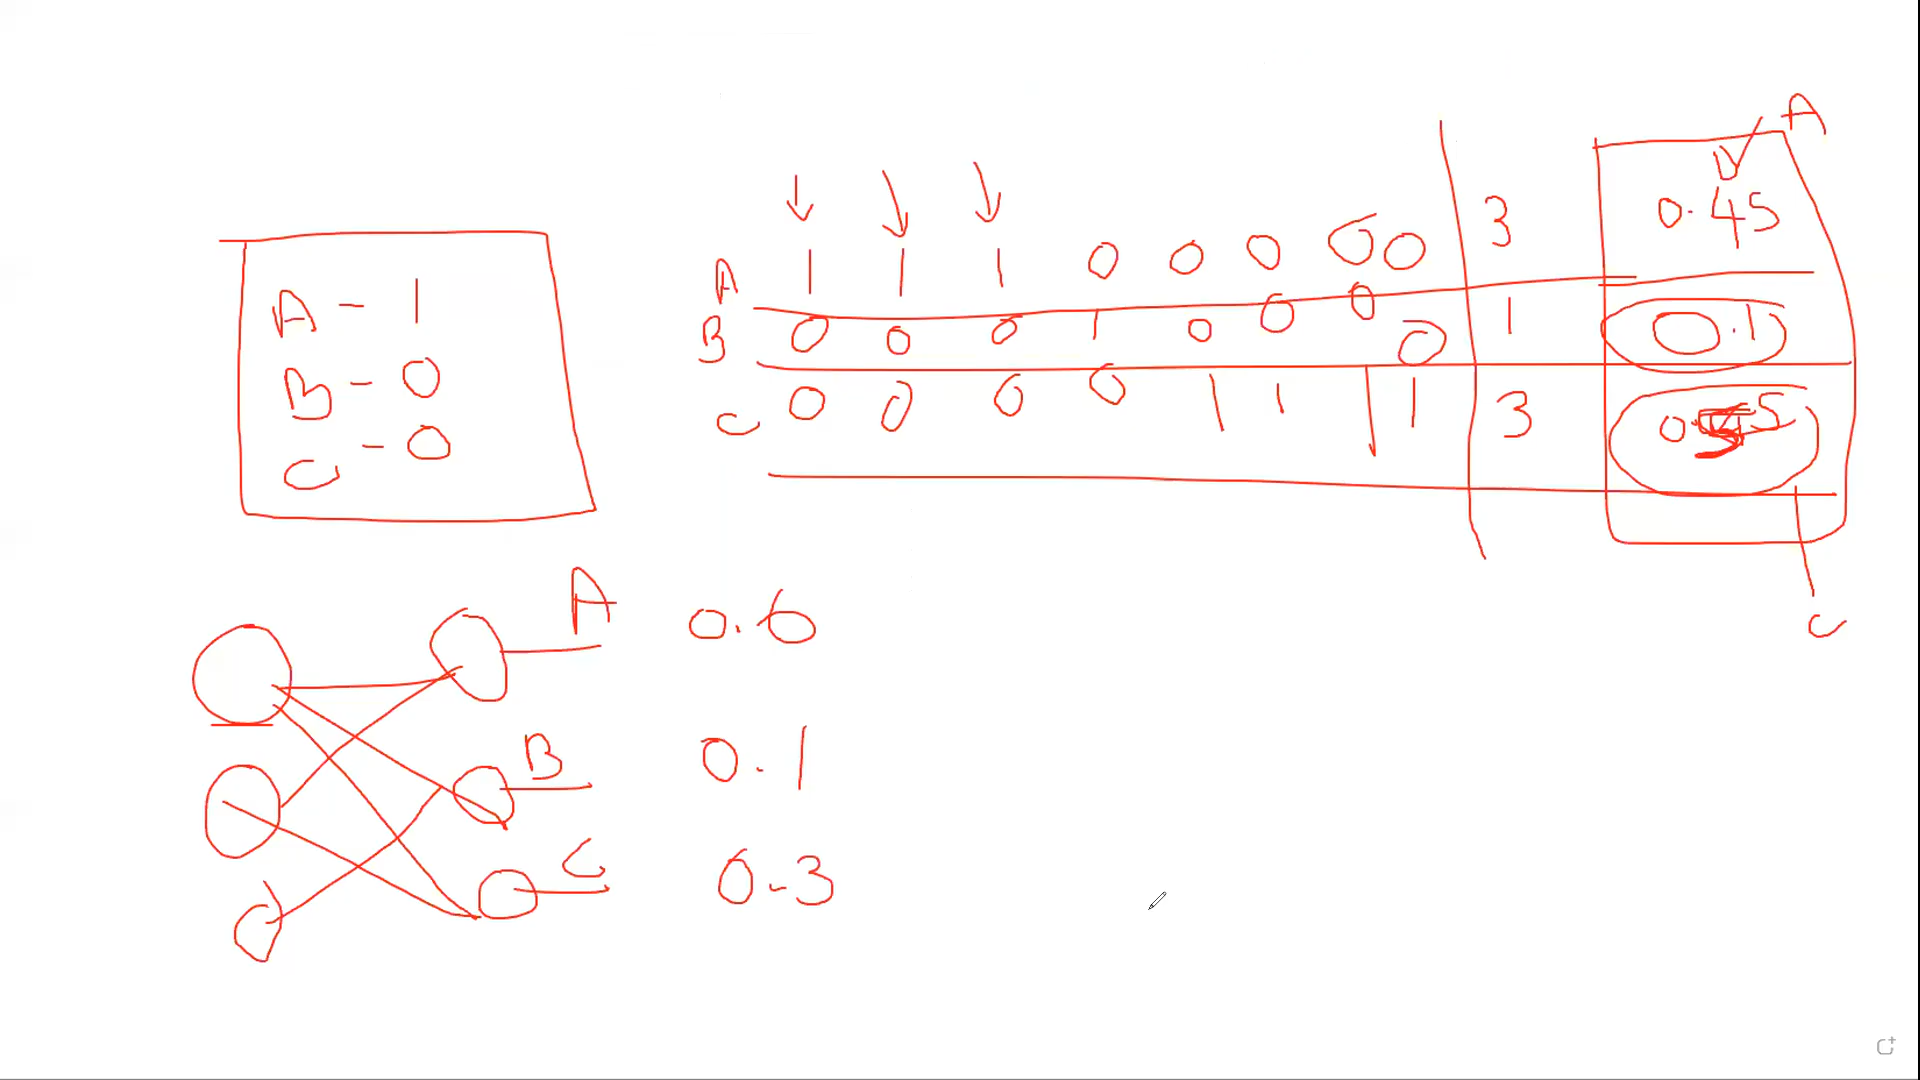 A - 1
B - 0
C - 0
A
A 1 1 1 0 0 0 0 0 3 0.45
B 0 0 0 1 0 0 0 0 1 0.1
C 0 0 0 0 1 1 1 1 3
C
A 0.6
B 0.1
C 0.3